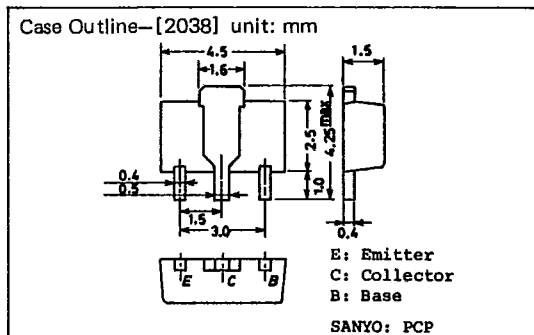 Case Outline–[2038] unit: mm
4.5
1.6
1.5
2.5
4.25max
1.0
0.4
0.5
1.5
3.0
0.4
E C B
E: Emitter
C: Collector
B: Base
SANYO: PCP